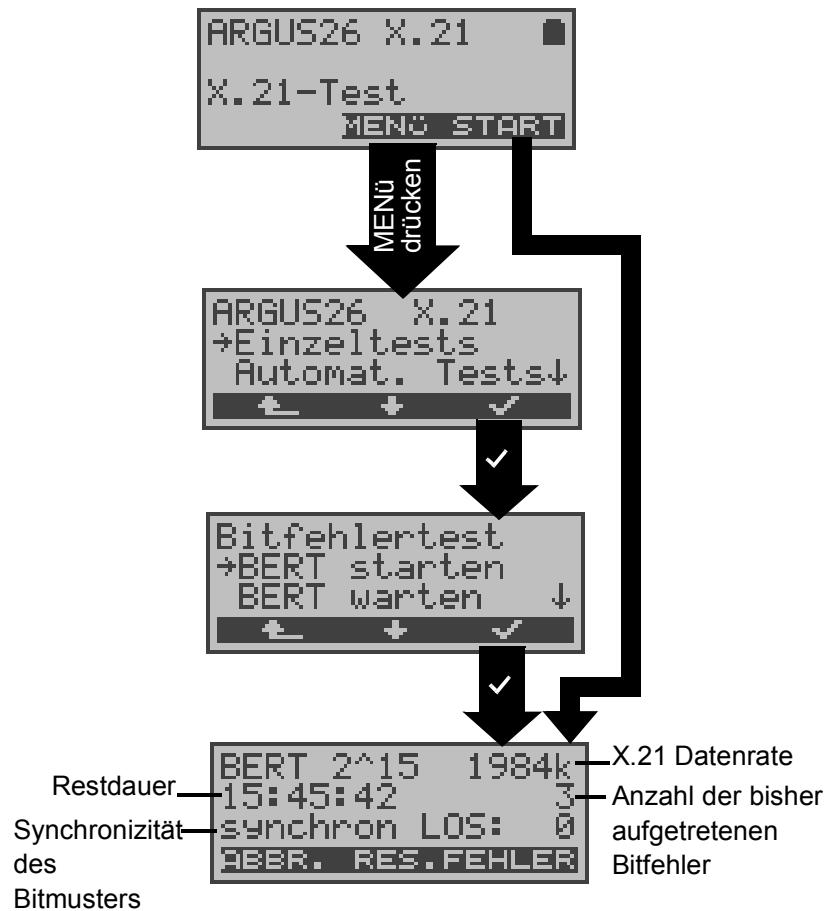 ARGUS26 X.21
X.21-Test
MENÜ START
MENü
drücken
ARGUS26 X.21
→Einzeltests
Automat. Tests↓
✓
Bitfehlertest
→BERT starten
BERT warten ↓
✓
BERT 2^15 1984k
15:45:42 3
synchron LOS: 0
ABBR. RES.FEHLER
Restdauer
Synchronizität
des
Bitmusters
X.21 Datenrate
Anzahl der bisher
aufgetretenen
Bitfehler